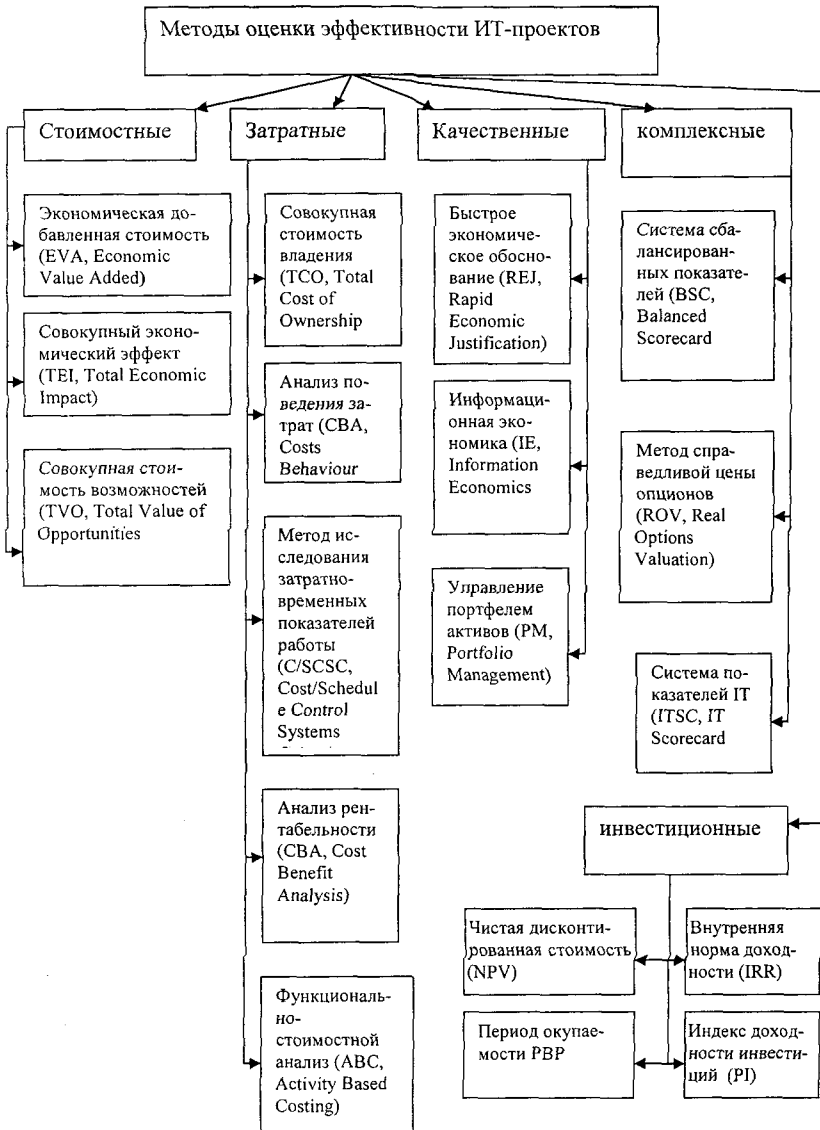 Методы оценки эффективности ИТ-проектов
Стоимостные
Экономическая до-
бавленная стоимость
(EVA, Economic
Value Added)
Совокупный эконо-
мический эффект
(TEI, Total Economic
Impact)
Совокупная стои-
мость возможностей
(TVO, Total Value of
Opportunities
Затратные
Совокупная
стоимость
владения
(TCO, Total
Cost of
Ownership
Анализ по-
ведения за-
трат (CBA,
Costs
Behaviour
Метод ис-
следования
затратно-
временных
показателей
работы
(C/SCSC,
Cost/Schedul
e Control
Systems
Анализ рен-
табельности
(CBA, Cost
Benefit
Analysis)
Функциональ-
но-
стоимостной
анализ (ABC,
Activity Based
Costing)
Качественные
Быстрое
экономиче-
ское обосно-
вание (REJ,
Rapid
Economic
Justification)
Информаци-
онная эко-
номика (IE,
Information
Economics
Управление
портфелем
активов (PM,
Portfolio
Management)
комплексные
Система сба-
лансирован-
ных показате-
лей (BSC,
Balanced
Scorecard
Метод спра-
ведливой цены
опционов
(ROV, Real
Options
Valuation)
Система по-
казателей IT
(ITSC, IT
Scorecard
инвестиционные
Чистая дисконти-
рованная стоимость
(NPV)
Внутренняя
норма доход-
ности (IRR)
Период окупае-
мости PBP
Индекс доход-
ности инвести-
ций (PI)